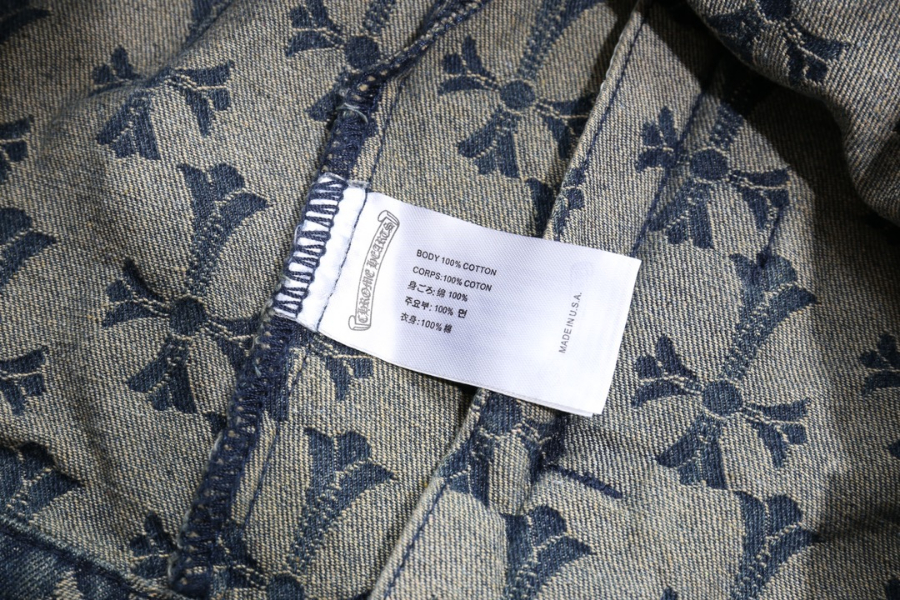 CHROME HEARTS
BODY 100% COTTON
CORPS:100% COTON
身ごろ: 綿 100%
주요부: 100% 면
衣身:100% 綿
MADE IN U.S.A.